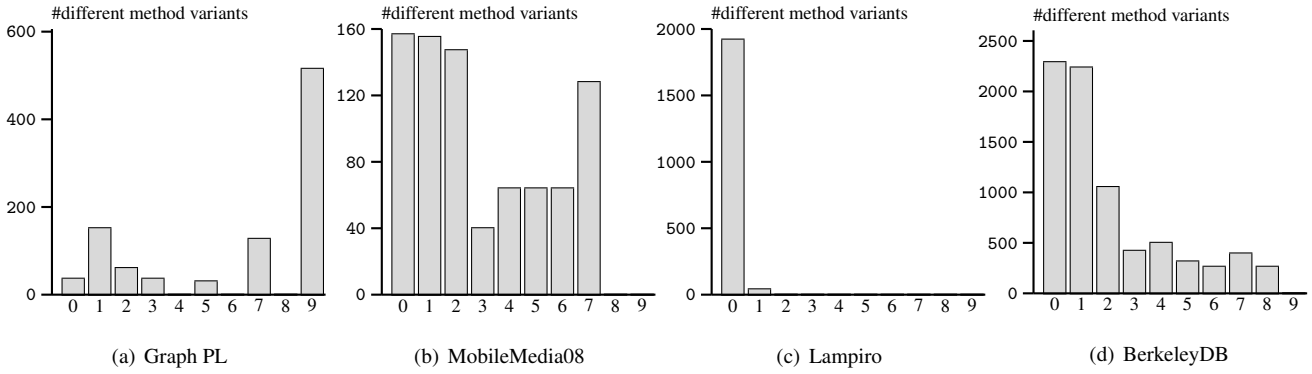 #different method variants
600
400
200
0
0 1 2 3 4 5 6 7 8 9
(a) Graph PL
#different method variants
160
120
80
40
0
0 1 2 3 4 5 6 7 8 9
(b) MobileMedia08
#different method variants
2000
1500
1000
500
0
0 1 2 3 4 5 6 7 8 9
(c) Lampiro
#different method variants
2500
2000
1500
1000
500
0
0 1 2 3 4 5 6 7 8 9
(d) BerkeleyDB